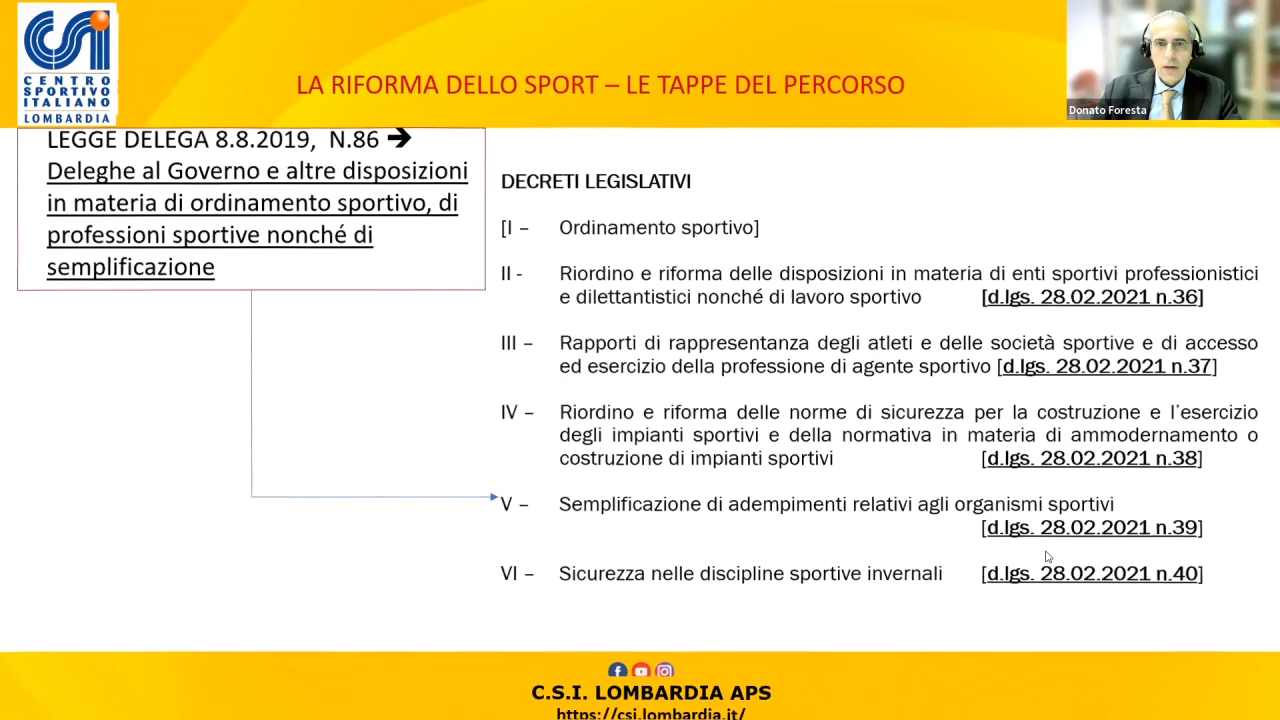 CSI
CENTRO
SPORTIVO
ITALIANO
LOMBARDIA
LA RIFORMA DELLO SPORT – LE TAPPE DEL PERCORSO
Donato Foresta
LEGGE DELEGA 8.8.2019, N.86 ➔
Deleghe al Governo e altre disposizioni
in materia di ordinamento sportivo, di
professioni sportive nonché di
semplificazione
DECRETI LEGISLATIVI
[I – Ordinamento sportivo]
II - Riordino e riforma delle disposizioni in materia di enti sportivi professionistici
e dilettantistici nonché di lavoro sportivo [d.lgs. 28.02.2021 n.36]
III – Rapporti di rappresentanza degli atleti e delle società sportive e di accesso
ed esercizio della professione di agente sportivo [d.lgs. 28.02.2021 n.37]
IV – Riordino e riforma delle norme di sicurezza per la costruzione e l'esercizio
degli impianti sportivi e della normativa in materia di ammodernamento o
costruzione di impianti sportivi [d.lgs. 28.02.2021 n.38]
V – Semplificazione di adempimenti relativi agli organismi sportivi
[d.lgs. 28.02.2021 n.39]
VI – Sicurezza nelle discipline sportive invernali [d.lgs. 28.02.2021 n.40]
C.S.I. LOMBARDIA APS
https://csi.lombardia.it/